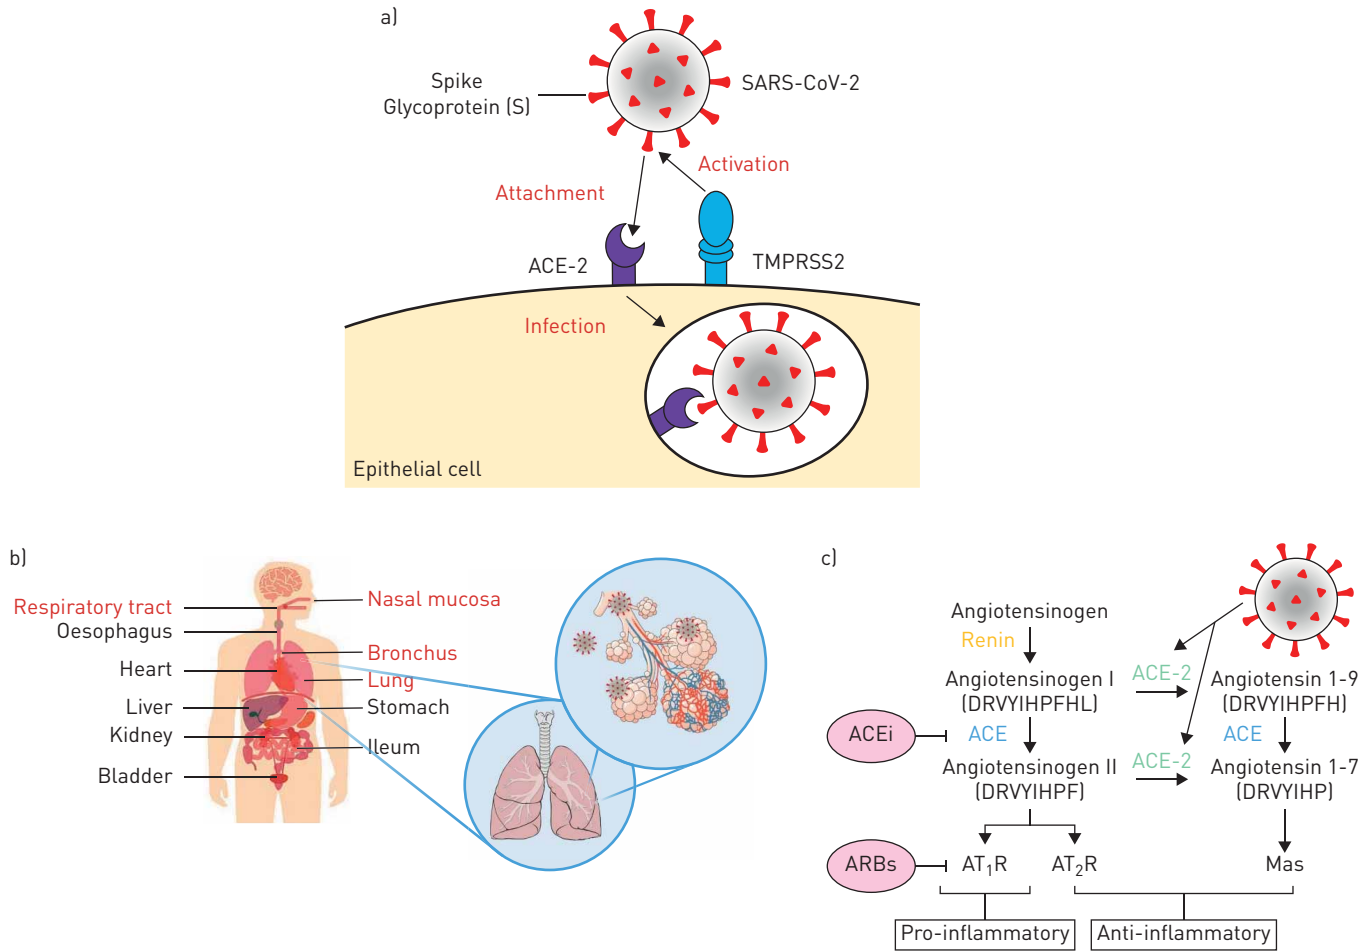 a)
Spike
Glycoprotein (S)
SARS-CoV-2
Activation
Attachment
ACE-2
TMPRSS2
Infection
Epithelial cell
b)
Respiratory tract
Oesophagus
Heart
Liver
Kidney
Bladder
Nasal mucosa
Bronchus
Lung
Stomach
Ileum
c)
Angiotensinogen
Renin
Angiotensinogen I
(DRVYIHPFHL)
ACE-2
Angiotensin 1-9
(DRVYIHPFH)
ACEi
ACE
ACE
Angiotensinogen II
(DRVYIHPF)
ACE-2
Angiotensin 1-7
(DRVYIHP)
ARBs
AT₁R
AT₂R
Mas
Pro-inflammatory
Anti-inflammatory